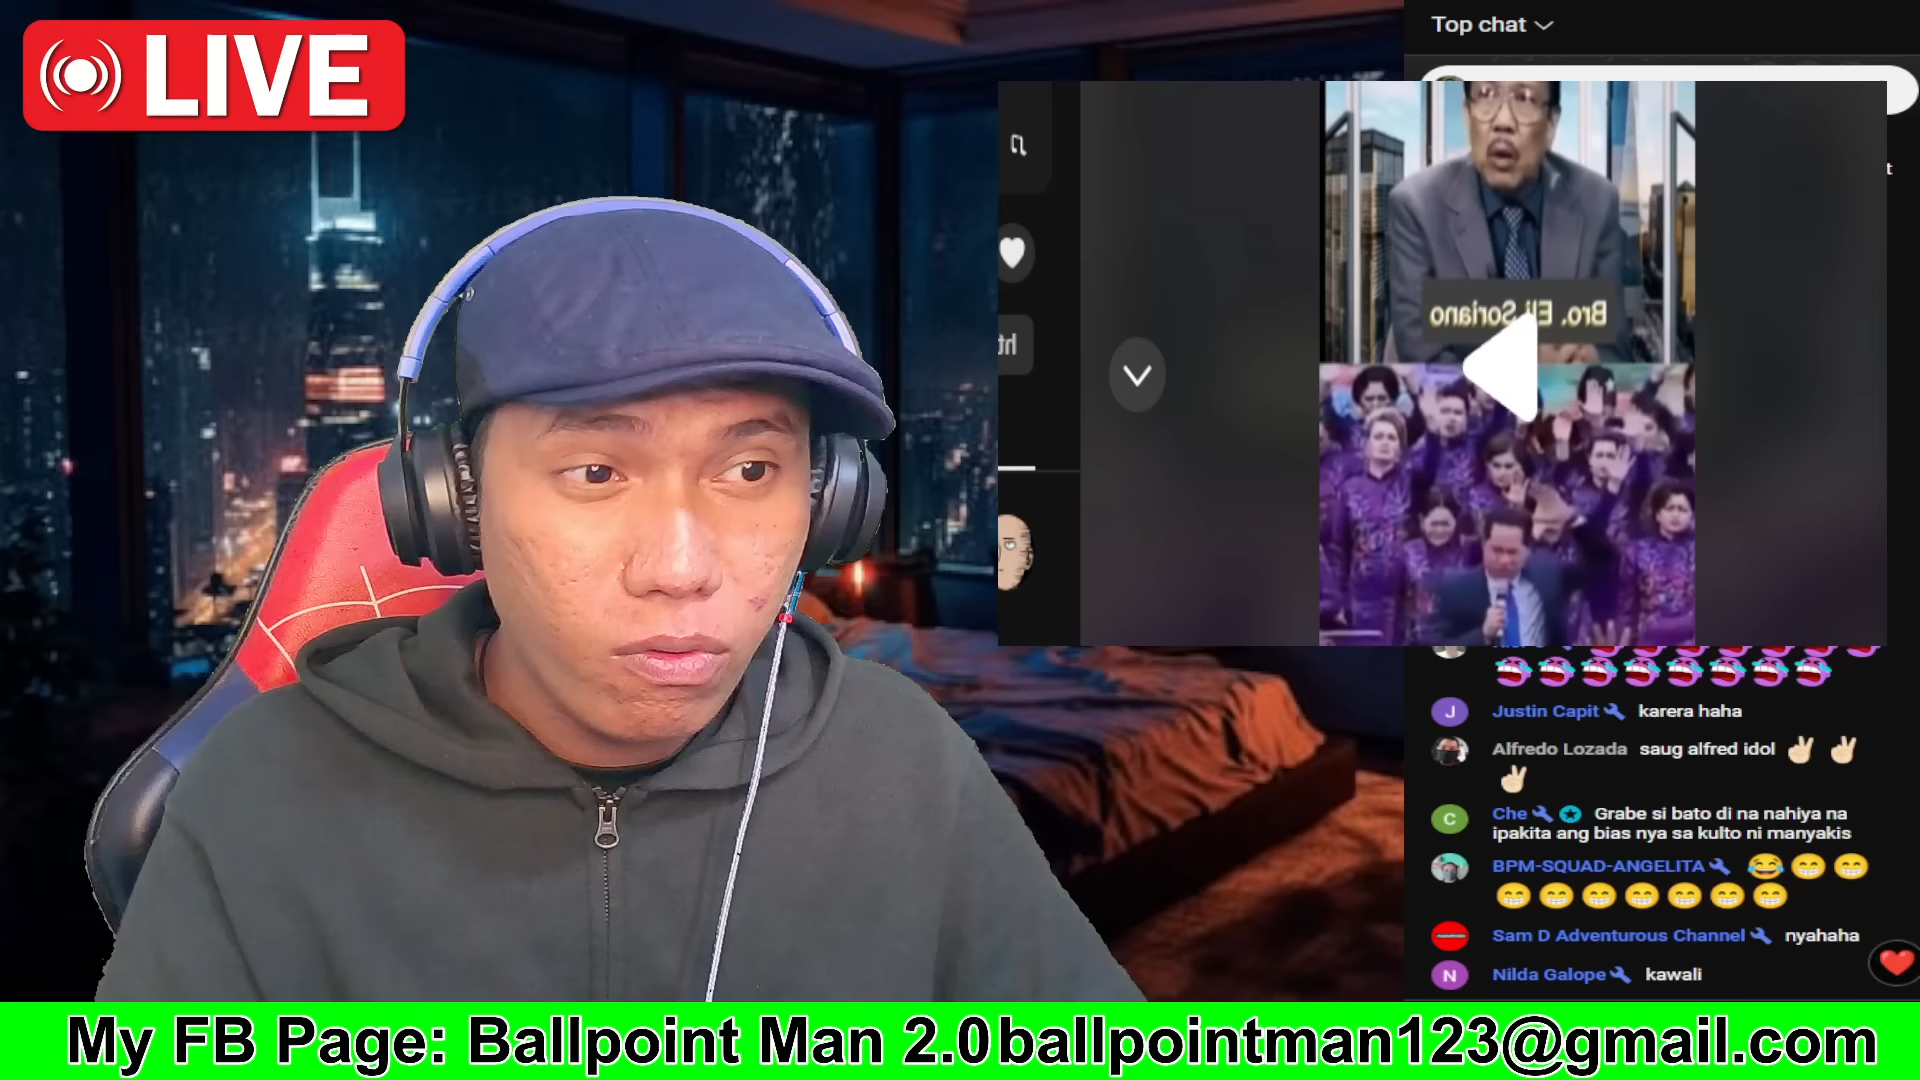 LIVE
Top chat
Bro. Eli Soriano
Justin Capit karera haha
Alfredo Lozada saug alfred idol
Che Grabe si bato di na nahiya na
ipakita ang bias nya sa kulto ni manyakis
BPM-SQUAD-ANGELITA
Sam D Adventurous Channel nyahaha
Nilda Galope kawali
My FB Page: Ballpoint Man 2.0 ballpointman123@gmail.com